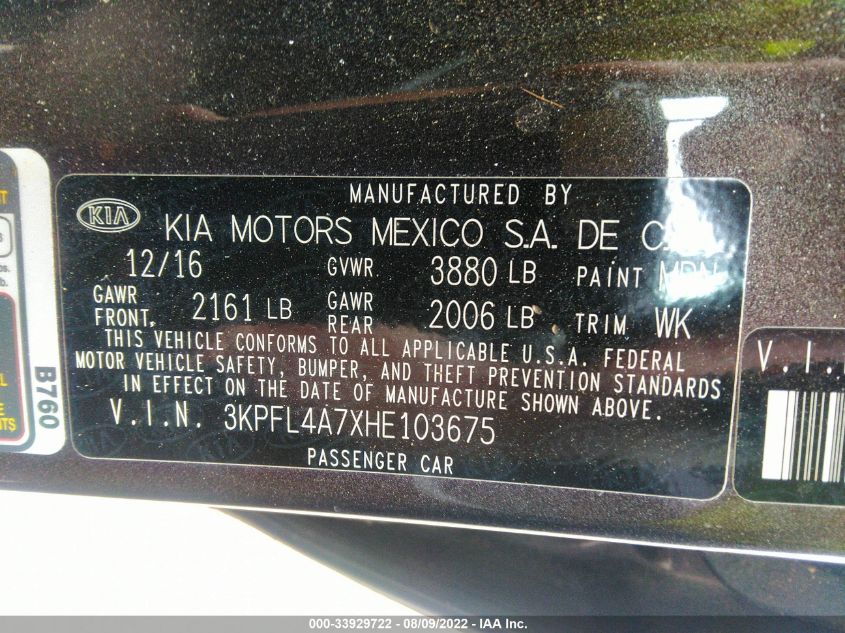 MANUFACTURED BY
KIA
KIA MOTORS MEXICO S.A. DE
12/16 GVWR 3880 LB PAINT
GAWR FRONT, 2161 LB GAWR REAR 2006 LB TRIM WK
THIS VEHICLE CONFORMS TO ALL APPLICABLE U.S.A. FEDERAL
MOTOR VEHICLE SAFETY, BUMPER, AND THEFT PREVENTION STANDARDS
IN EFFECT ON THE DATE OF MANUFACTURE SHOWN ABOVE.
V.I.N. 3KPFL4A7XHE103675
PASSENGER CAR
B760
V.I.
000-33929722 - 08/09/2022 - IAA Inc.